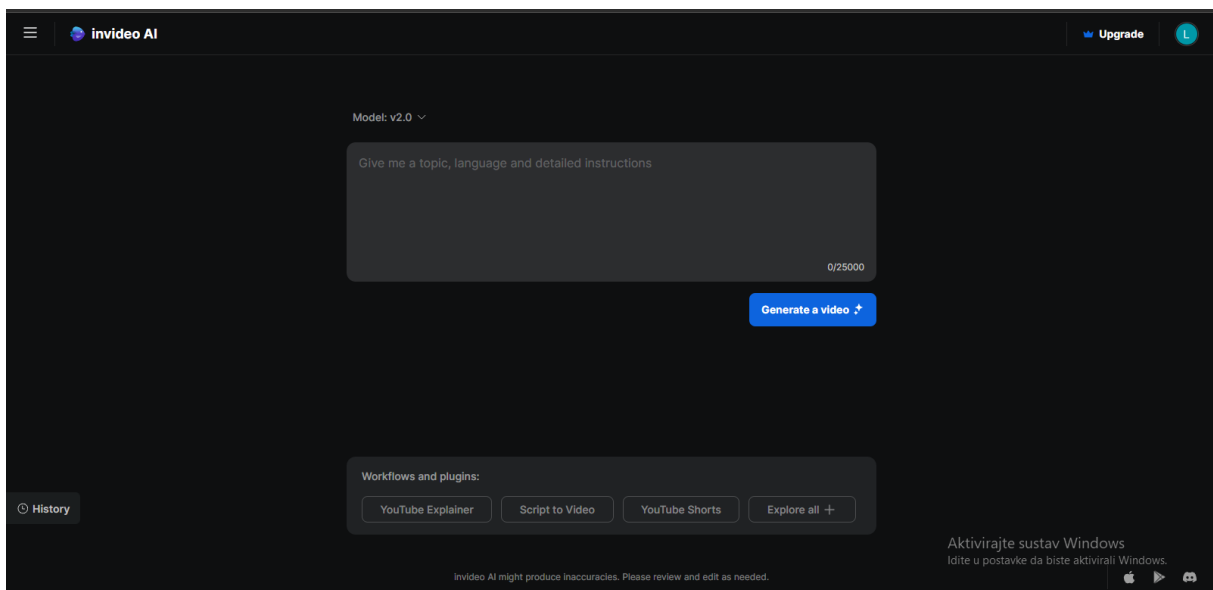 invideo AI
Upgrade
L
Model: v2.0
Give me a topic, language and detailed instructions
0/25000
Generate a video
Workflows and plugins:
YouTube Explainer
Script to Video
YouTube Shorts
Explore all +
History
Aktivirajte sustav Windows
Idite u postavke da biste aktivirali Windows.
invideo AI might produce inaccuracies. Please review and edit as needed.